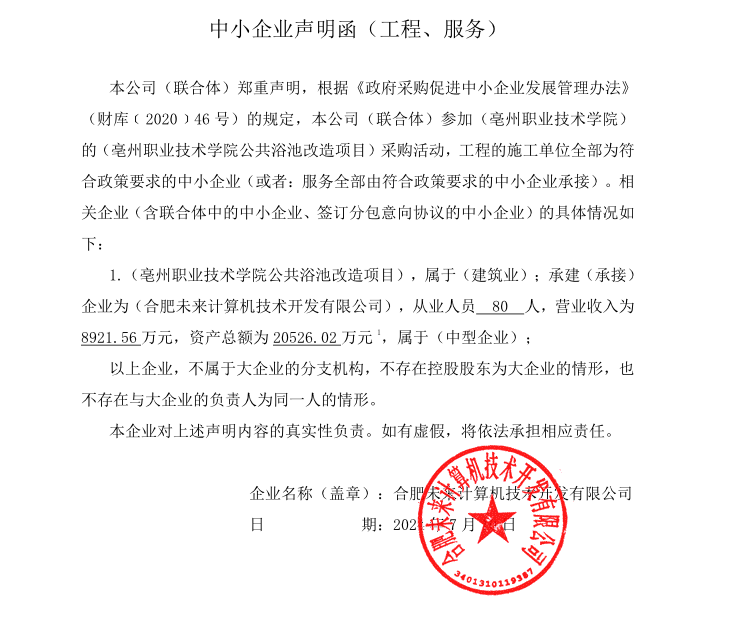 中小企业声明函（工程、服务）
本公司（联合体）郑重声明，根据《政府采购促进中小企业发展管理办法》
（财库﹝2020﹞46 号）的规定，本公司（联合体）参加（亳州职业技术学院）
的（亳州职业技术学院公共浴池改造项目）采购活动，工程的施工单位全部为符
合政策要求的中小企业（或者：服务全部由符合政策要求的中小企业承接）。相
关企业（含联合体中的中小企业、签订分包意向协议的中小企业）的具体情况如
下：
1.（亳州职业技术学院公共浴池改造项目），属于（建筑业）；承建（承接）
企业为（合肥未来计算机技术开发有限公司），从业人员 80 人，营业收入为
8921.56 万元，资产总额为 20526.02 万元¹，属于（中型企业）；
以上企业，不属于大企业的分支机构，不存在控股股东为大企业的情形，也
不存在与大企业的负责人为同一人的情形。
本企业对上述声明内容的真实性负责。如有虚假，将依法承担相应责任。
企业名称（盖章）：合肥未来计算机技术开发有限公司
日 期：202 年 7 月 日
合肥未来计算机技术开发有限公司
3401310119387